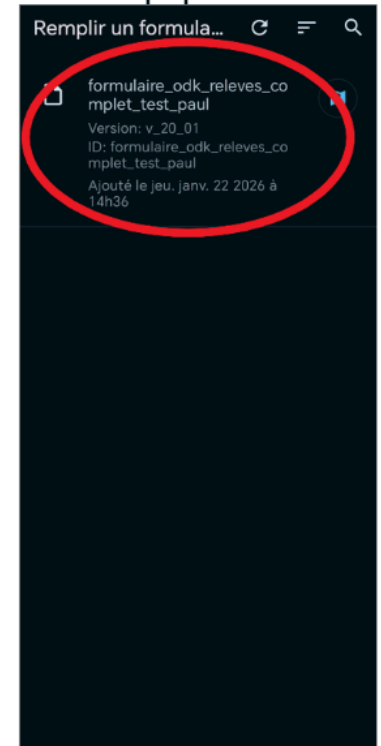 Remplir un formula...
formulaire_odk_releves_co
mplet_test_paul
Version: v_20_01
ID: formulaire_odk_releves_co
mplet_test_paul
Ajouté le jeu. janv. 22 2026 à
14h36